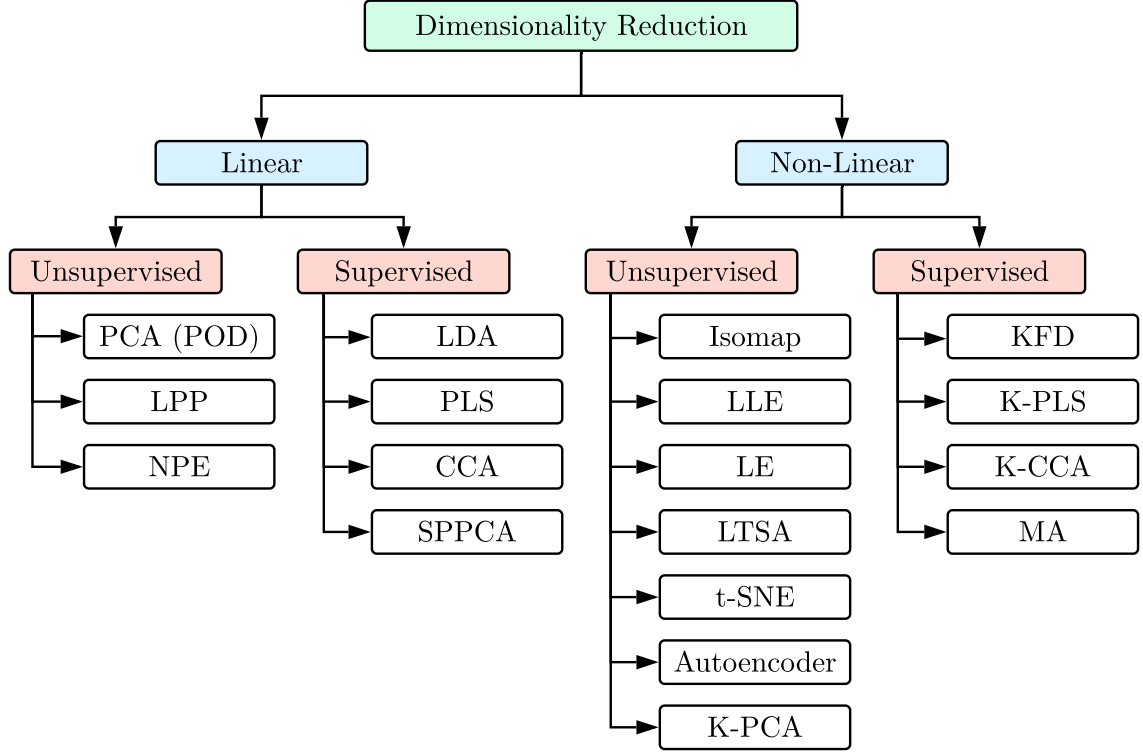 Dimensionality Reduction
Linear
Non-Linear
Unsupervised
Supervised
Unsupervised
Supervised
PCA (POD)
LPP
NPE
LDA
PLS
CCA
SPPCA
Isomap
LLE
LE
LTSA
t-SNE
Autoencoder
K-PCA
KFD
K-PLS
K-CCA
MA